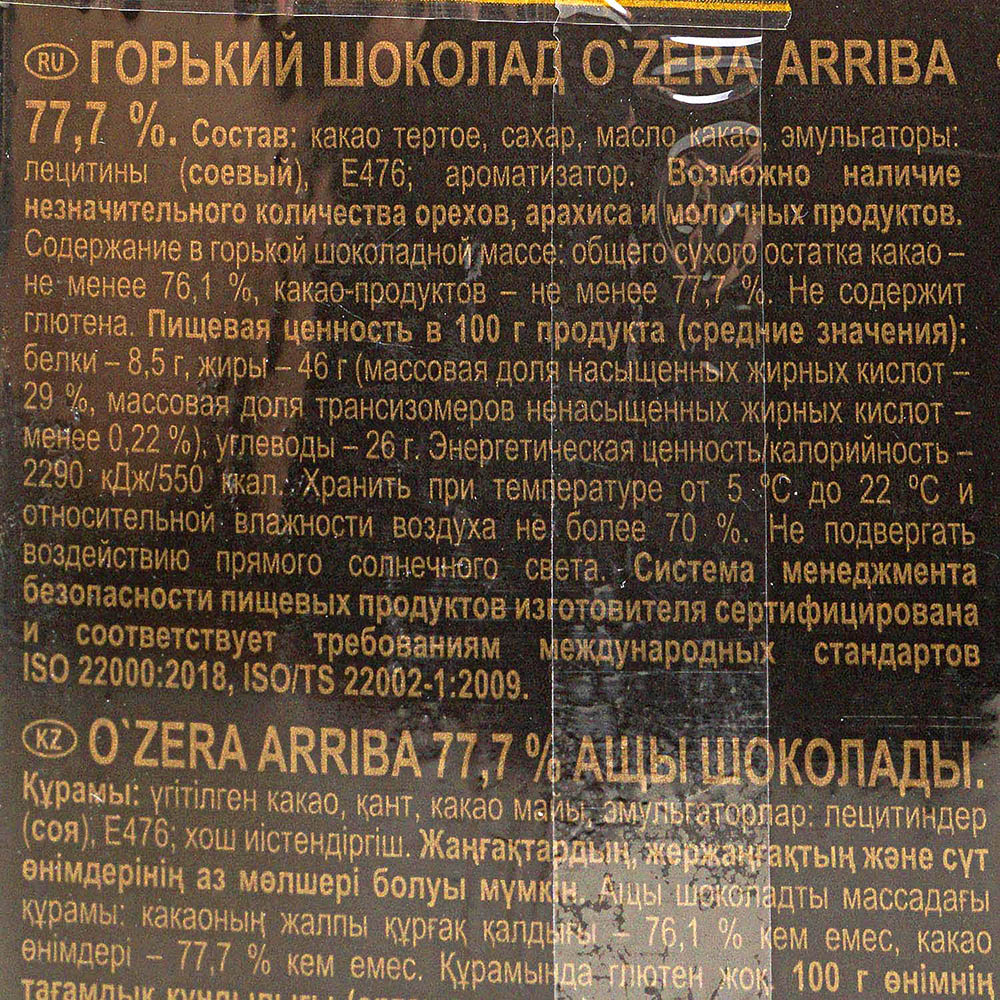 RU ГОРЬКИЙ ШОКОЛАД O`ZERA ARRIBA
77,7 %. Состав: какао тертое, сахар, масло какао, эмульгаторы:
лецитины (соевый), Е476; ароматизатор. Возможно наличие
незначительного количества орехов, арахиса и молочных продуктов.
Содержание в горькой шоколадной массе: общего сухого остатка какао –
не менее 76,1 %, какао-продуктов – не менее 77,7 %. Не содержит
глютена. Пищевая ценность в 100 г продукта (средние значения):
белки – 8,5 г, жиры – 46 г (массовая доля насыщенных жирных кислот –
29 %, массовая доля трансизомеров ненасыщенных жирных кислот –
менее 0,22 %), углеводы – 26 г. Энергетическая ценность/калорийность –
2290 кДж/550 ккал. Хранить при температуре от 5 ºС до 22 ºС и
относительной влажности воздуха не более 70 %. Не подвергать
воздействию прямого солнечного света. Система менеджмента
безопасности пищевых продуктов изготовителя сертифицирована
и соответствует требованиям международных стандартов
ISO 22000:2018, ISO/TS 22002-1:2009.
KZ O`ZERA ARRIBA 77,7 % АЩЫ ШОКОЛАДЫ.
Құрамы: үгітілген какао, қант, какао майы, эмульгаторлар: лецитиндер
(соя), Е476; хош иістендіргіш. Жаңғақтардың, жержаңғақтың және сүт
өнімдерінің аз мөлшері болуы мүмкін. Ащы шоколадты массадағы
құрамы: какаоның жалпы құрғақ қалдығы – 76,1 % кем емес, какао
өнімдері – 77,7 % кем емес. Құрамында глютен жоқ. 100 г өнімнің
тағамдық құндылығы